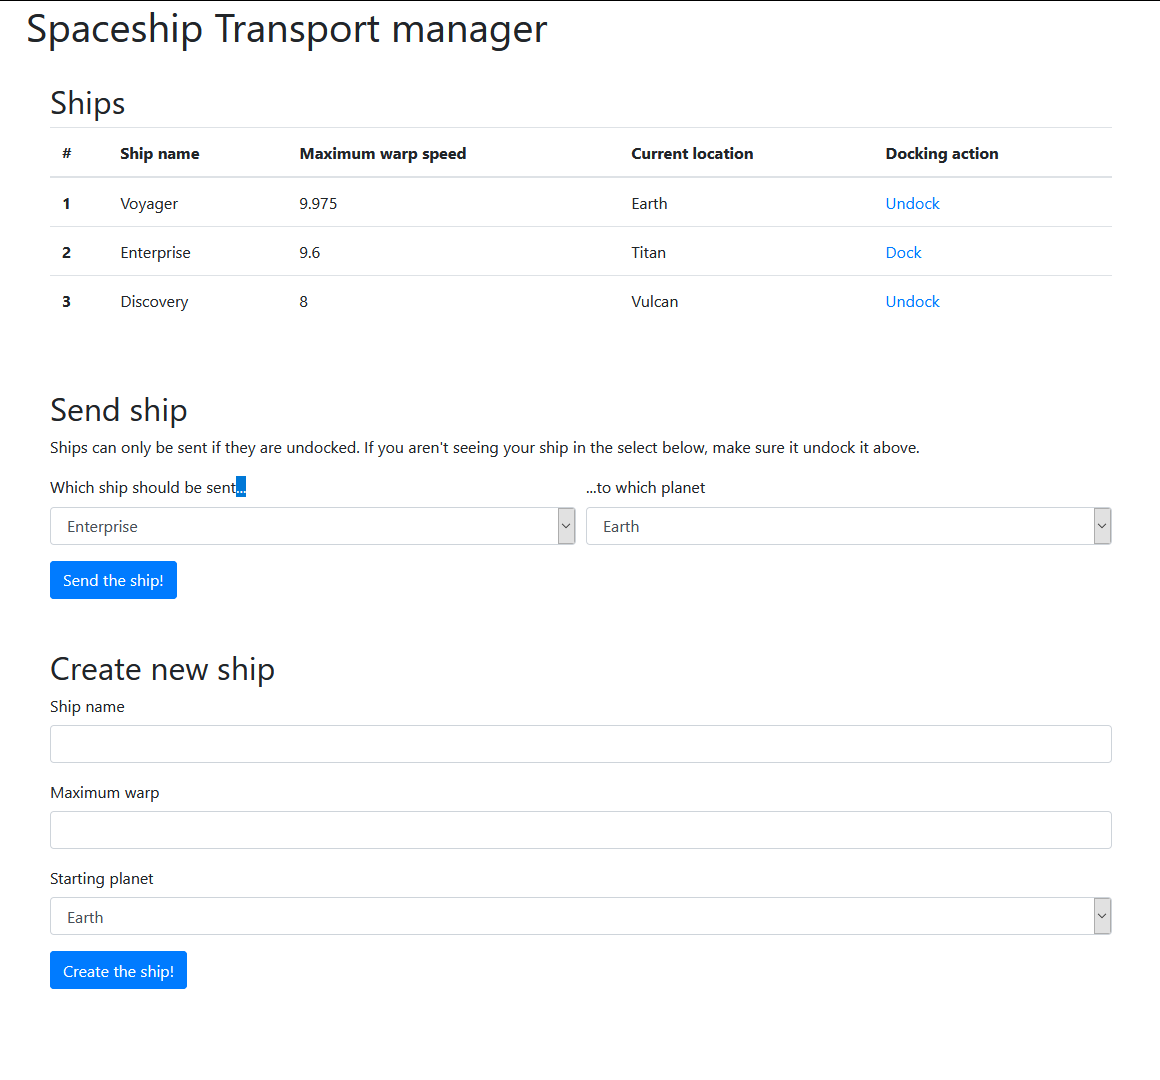 Spaceship Transport manager
Ships
# Ship name Maximum warp speed Current location Docking action
1 Voyager 9.975 Earth Undock
2 Enterprise 9.6 Titan Dock
3 Discovery 8 Vulcan Undock
Send ship
Ships can only be sent if they are undocked. If you aren't seeing your ship in the select below, make sure it undock it above.
Which ship should be sent... ...to which planet
Enterprise Earth
Send the ship!
Create new ship
Ship name
Maximum warp
Starting planet
Earth
Create the ship!